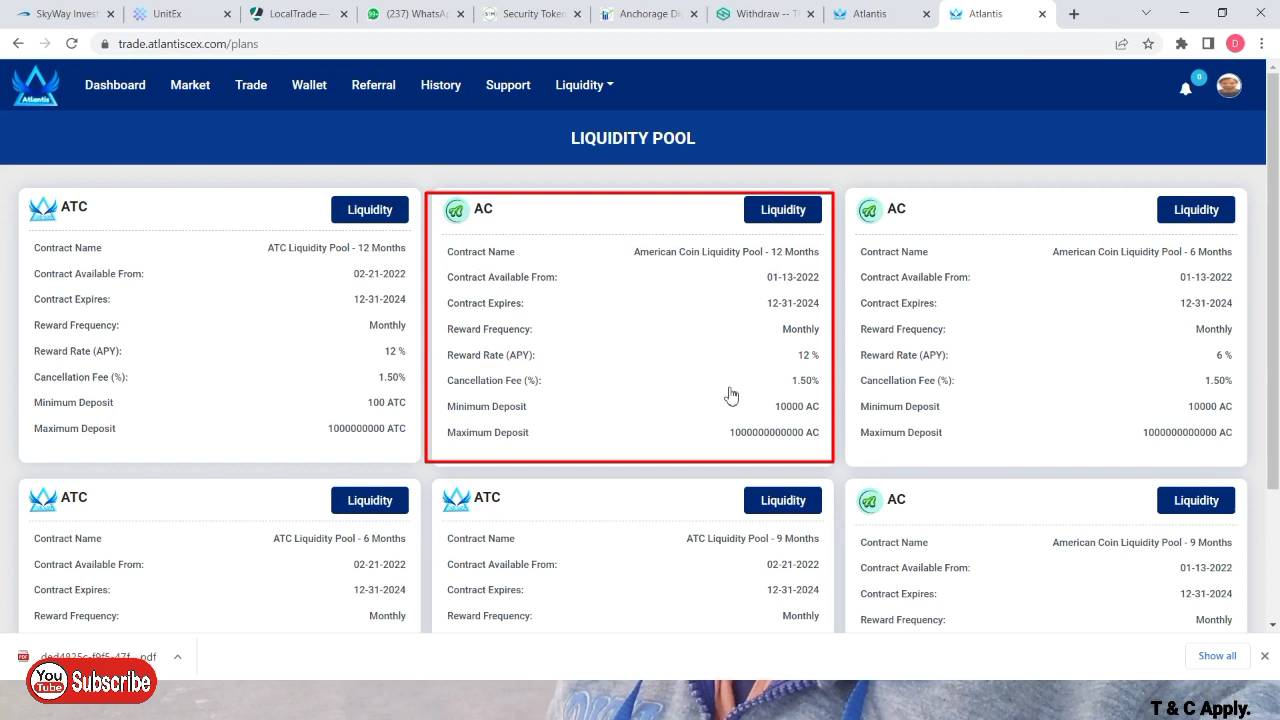 SkyWay Invest
UnitEx
LocalTrade —
(237) WhatsA
Security Token
Anchorage Di
Withdraw -- T
Atlantis
Atlantis
trade.atlantiscex.com/plans
D
Atlantis
Dashboard Market Trade Wallet Referral History Support Liquidity
0
LIQUIDITY POOL
ATC
Liquidity
Contract Name ATC Liquidity Pool - 12 Months
Contract Available From: 02-21-2022
Contract Expires: 12-31-2024
Reward Frequency: Monthly
Reward Rate (APY): 12 %
Cancellation Fee (%): 1.50%
Minimum Deposit 100 ATC
Maximum Deposit 1000000000 ATC
AC
Liquidity
Contract Name American Coin Liquidity Pool - 12 Months
Contract Available From: 01-13-2022
Contract Expires: 12-31-2024
Reward Frequency: Monthly
Reward Rate (APY): 12 %
Cancellation Fee (%): 1.50%
Minimum Deposit 10000 AC
Maximum Deposit 1000000000000 AC
AC
Liquidity
Contract Name American Coin Liquidity Pool - 6 Months
Contract Available From: 01-13-2022
Contract Expires: 12-31-2024
Reward Frequency: Monthly
Reward Rate (APY): 6 %
Cancellation Fee (%): 1.50%
Minimum Deposit 10000 AC
Maximum Deposit 1000000000000 AC
ATC
Liquidity
Contract Name ATC Liquidity Pool - 6 Months
Contract Available From: 02-21-2022
Contract Expires: 12-31-2024
Reward Frequency: Monthly
ATC
Liquidity
Contract Name ATC Liquidity Pool - 9 Months
Contract Available From: 02-21-2022
Contract Expires: 12-31-2024
Reward Frequency: Monthly
AC
Liquidity
Contract Name American Coin Liquidity Pool - 9 Months
Contract Available From: 01-13-2022
Contract Expires: 12-31-2024
Reward Frequency: Monthly
.pdf
Show all
You Tube Subscribe
T & C Apply.